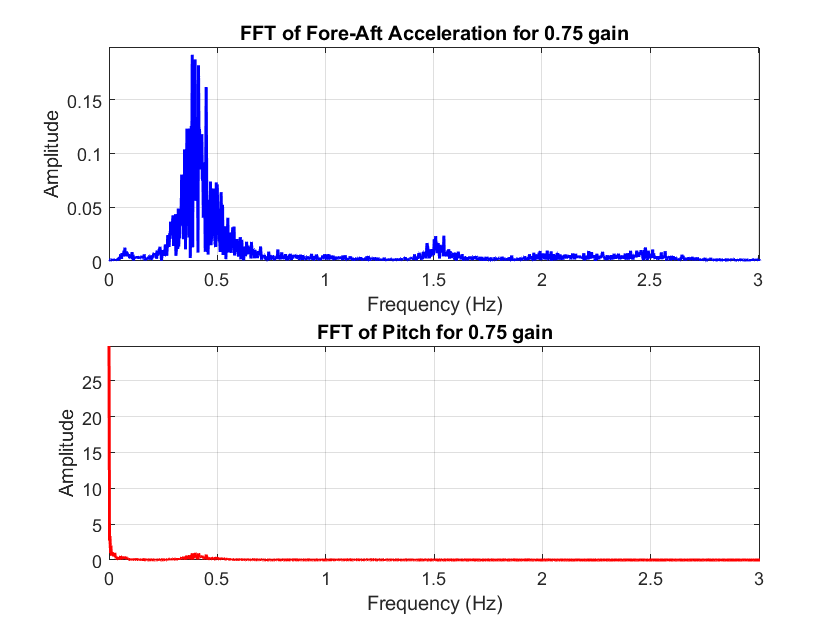 FFT of Fore-Aft Acceleration for 0.75 gain
Amplitude
0.15
0.1
0.05
0
0 0.5 1 1.5 2 2.5 3
Frequency (Hz)
FFT of Pitch for 0.75 gain
Amplitude
25
20
15
10
5
0
0 0.5 1 1.5 2 2.5 3
Frequency (Hz)